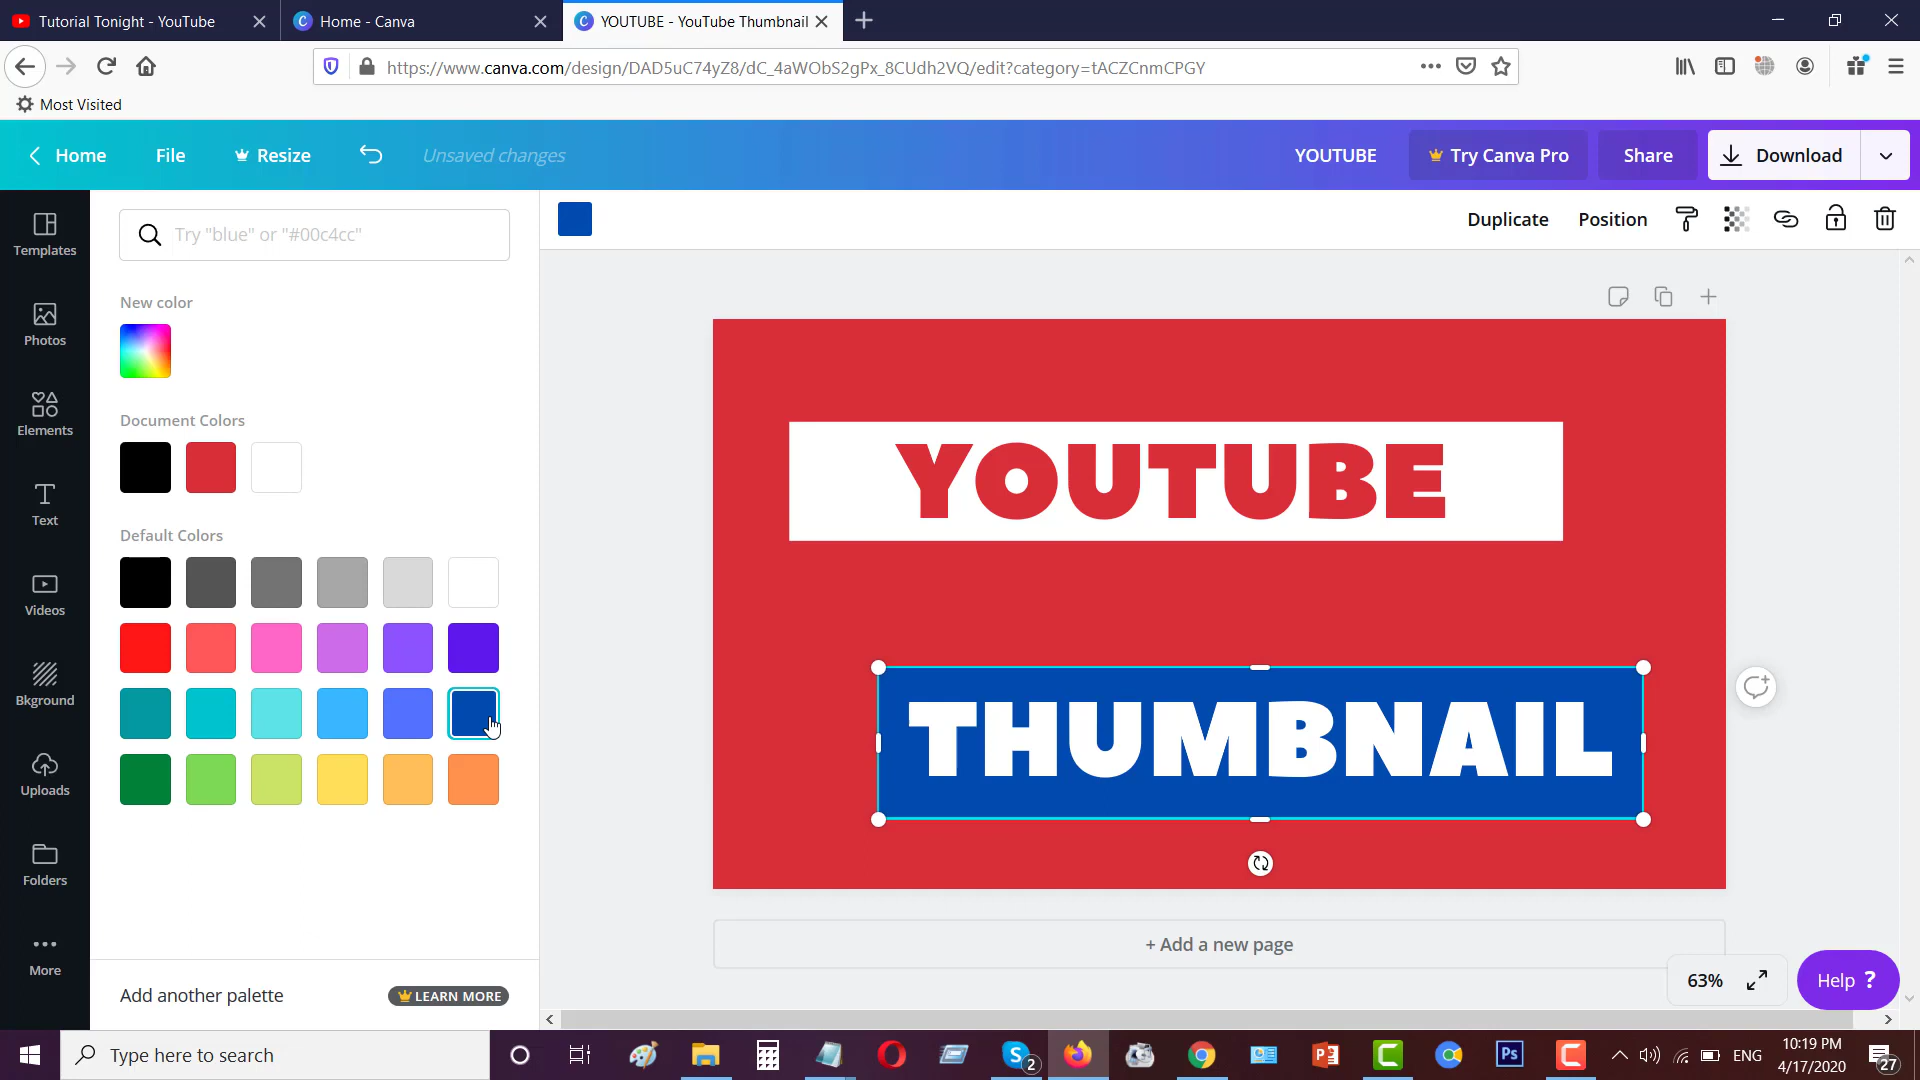 Tutorial Tonight - YouTube
Home - Canva
YOUTUBE - YouTube Thumbnail
https://www.canva.com/design/DAD5uC74yZ8/dC_4aWObS2gPx_8CUdh2VQ/edit?category=tACZCnmCPGY
Most Visited
Home File Resize Unsaved changes YOUTUBE Try Canva Pro Share Download
Templates
Photos
Elements
Text
Videos
Bkground
Uploads
Folders
More
Try "blue" or "#00c4cc"
New color
Document Colors
Default Colors
Add another palette LEARN MORE
Duplicate Position
YOUTUBE
THUMBNAIL
+ Add a new page
63%
Help ?
Type here to search
2
Ps
ENG
10:19 PM
4/17/2020
27